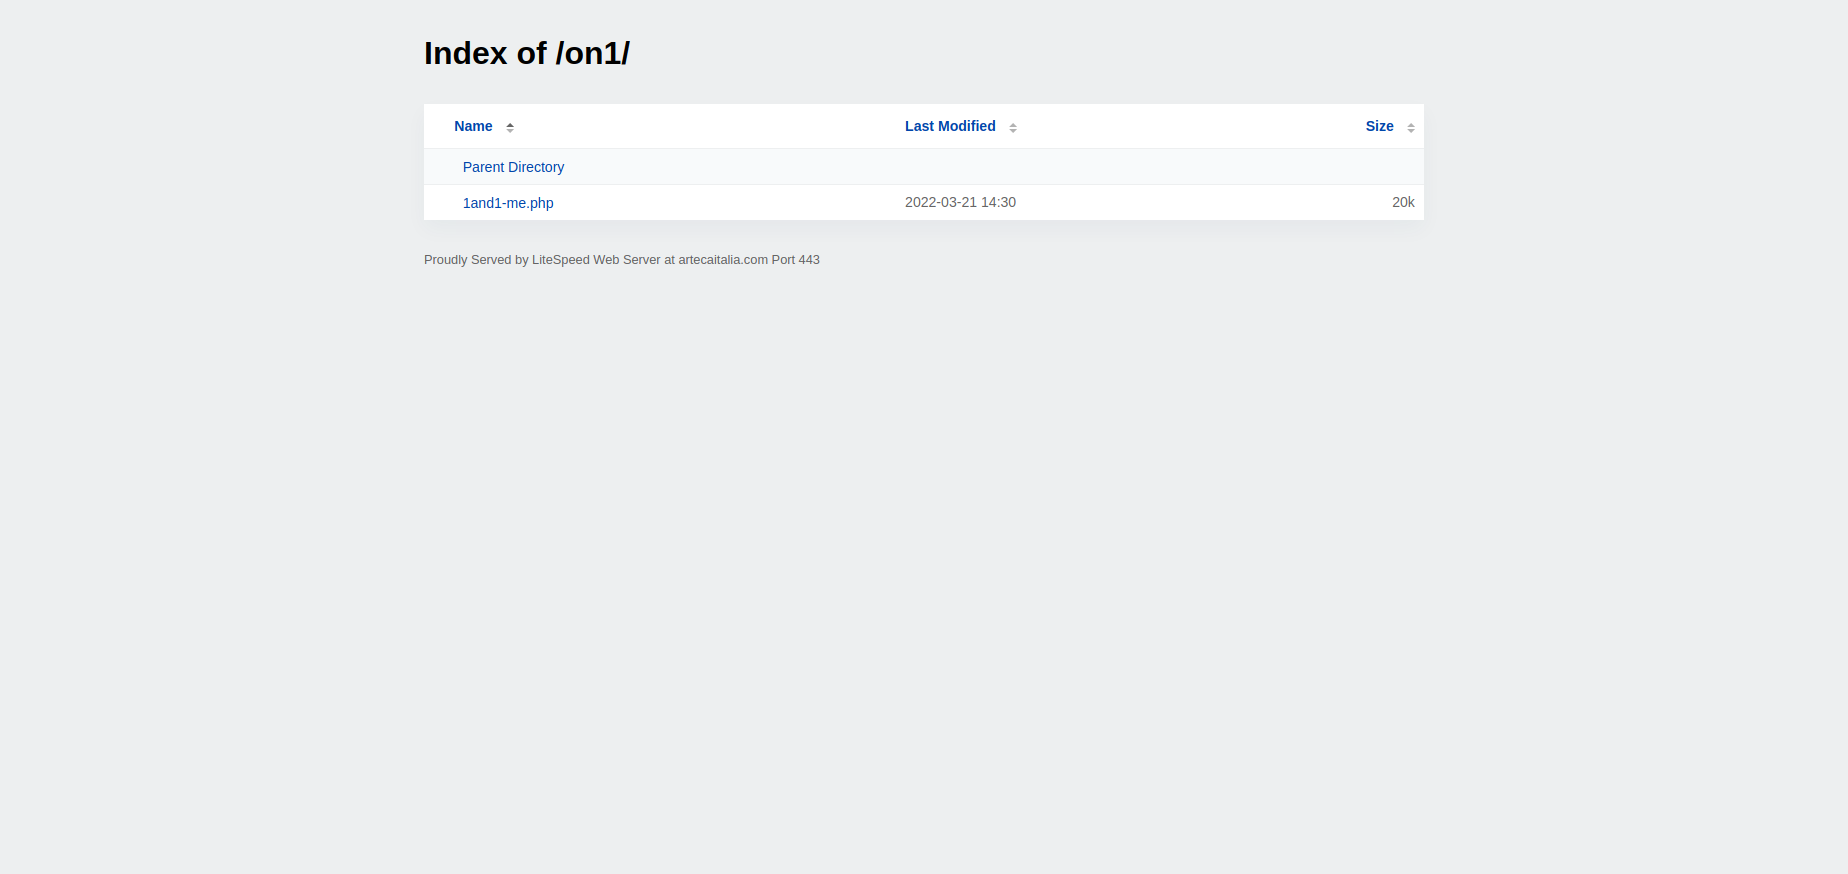 Index of /on1/
Name Last Modified Size
Parent Directory
1and1-me.php 2022-03-21 14:30 20k
Proudly Served by LiteSpeed Web Server at artecaitalia.com Port 443